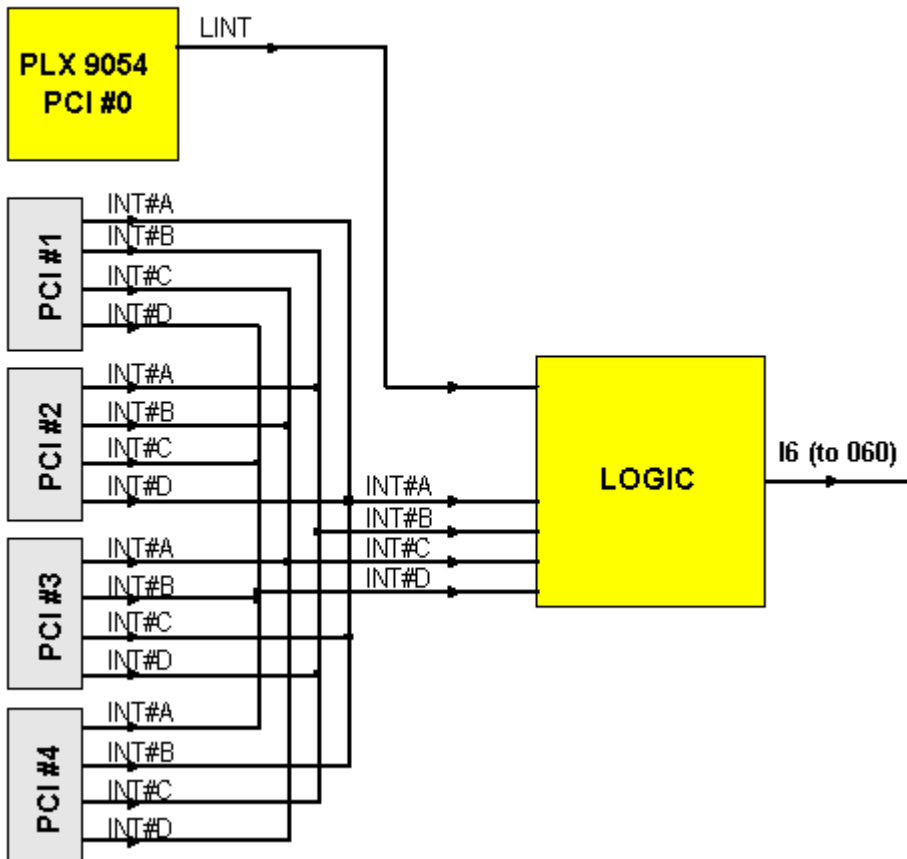 LINT
PLX 9054
PCI #0
INT#A
INT#B
INT#C
INT#D
PCI #1
INT#A
INT#B
INT#C
INT#D
PCI #2
INT#A
INT#B
INT#C
INT#D
PCI #3
INT#A
INT#B
INT#C
INT#D
PCI #4
INT#A
INT#B
INT#C
INT#D
LOGIC
I6 (to 060)